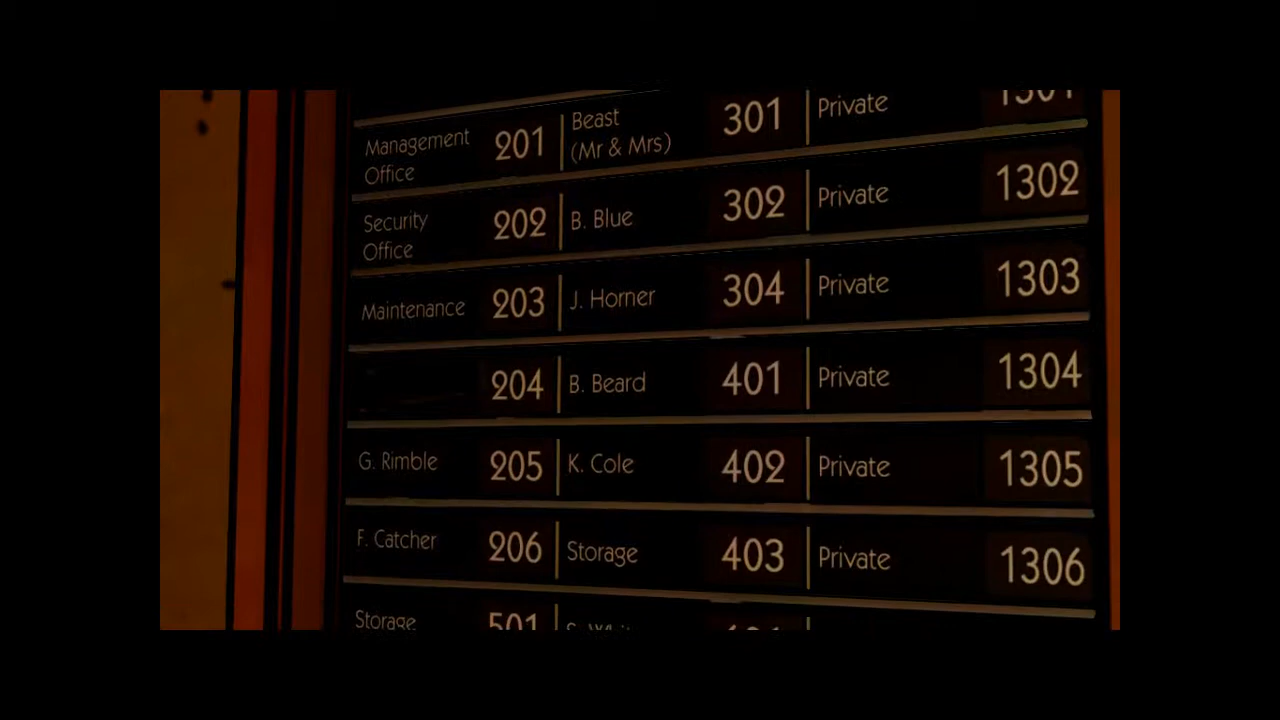 Management Office 201 Beast (Mr & Mrs) 301 Private 1301
Security Office 202 B. Blue 302 Private 1302
Maintenance 203 J. Horner 304 Private 1303
204 B. Beard 401 Private 1304
G. Rimble 205 K. Cole 402 Private 1305
F. Catcher 206 Storage 403 Private 1306
Storage 501